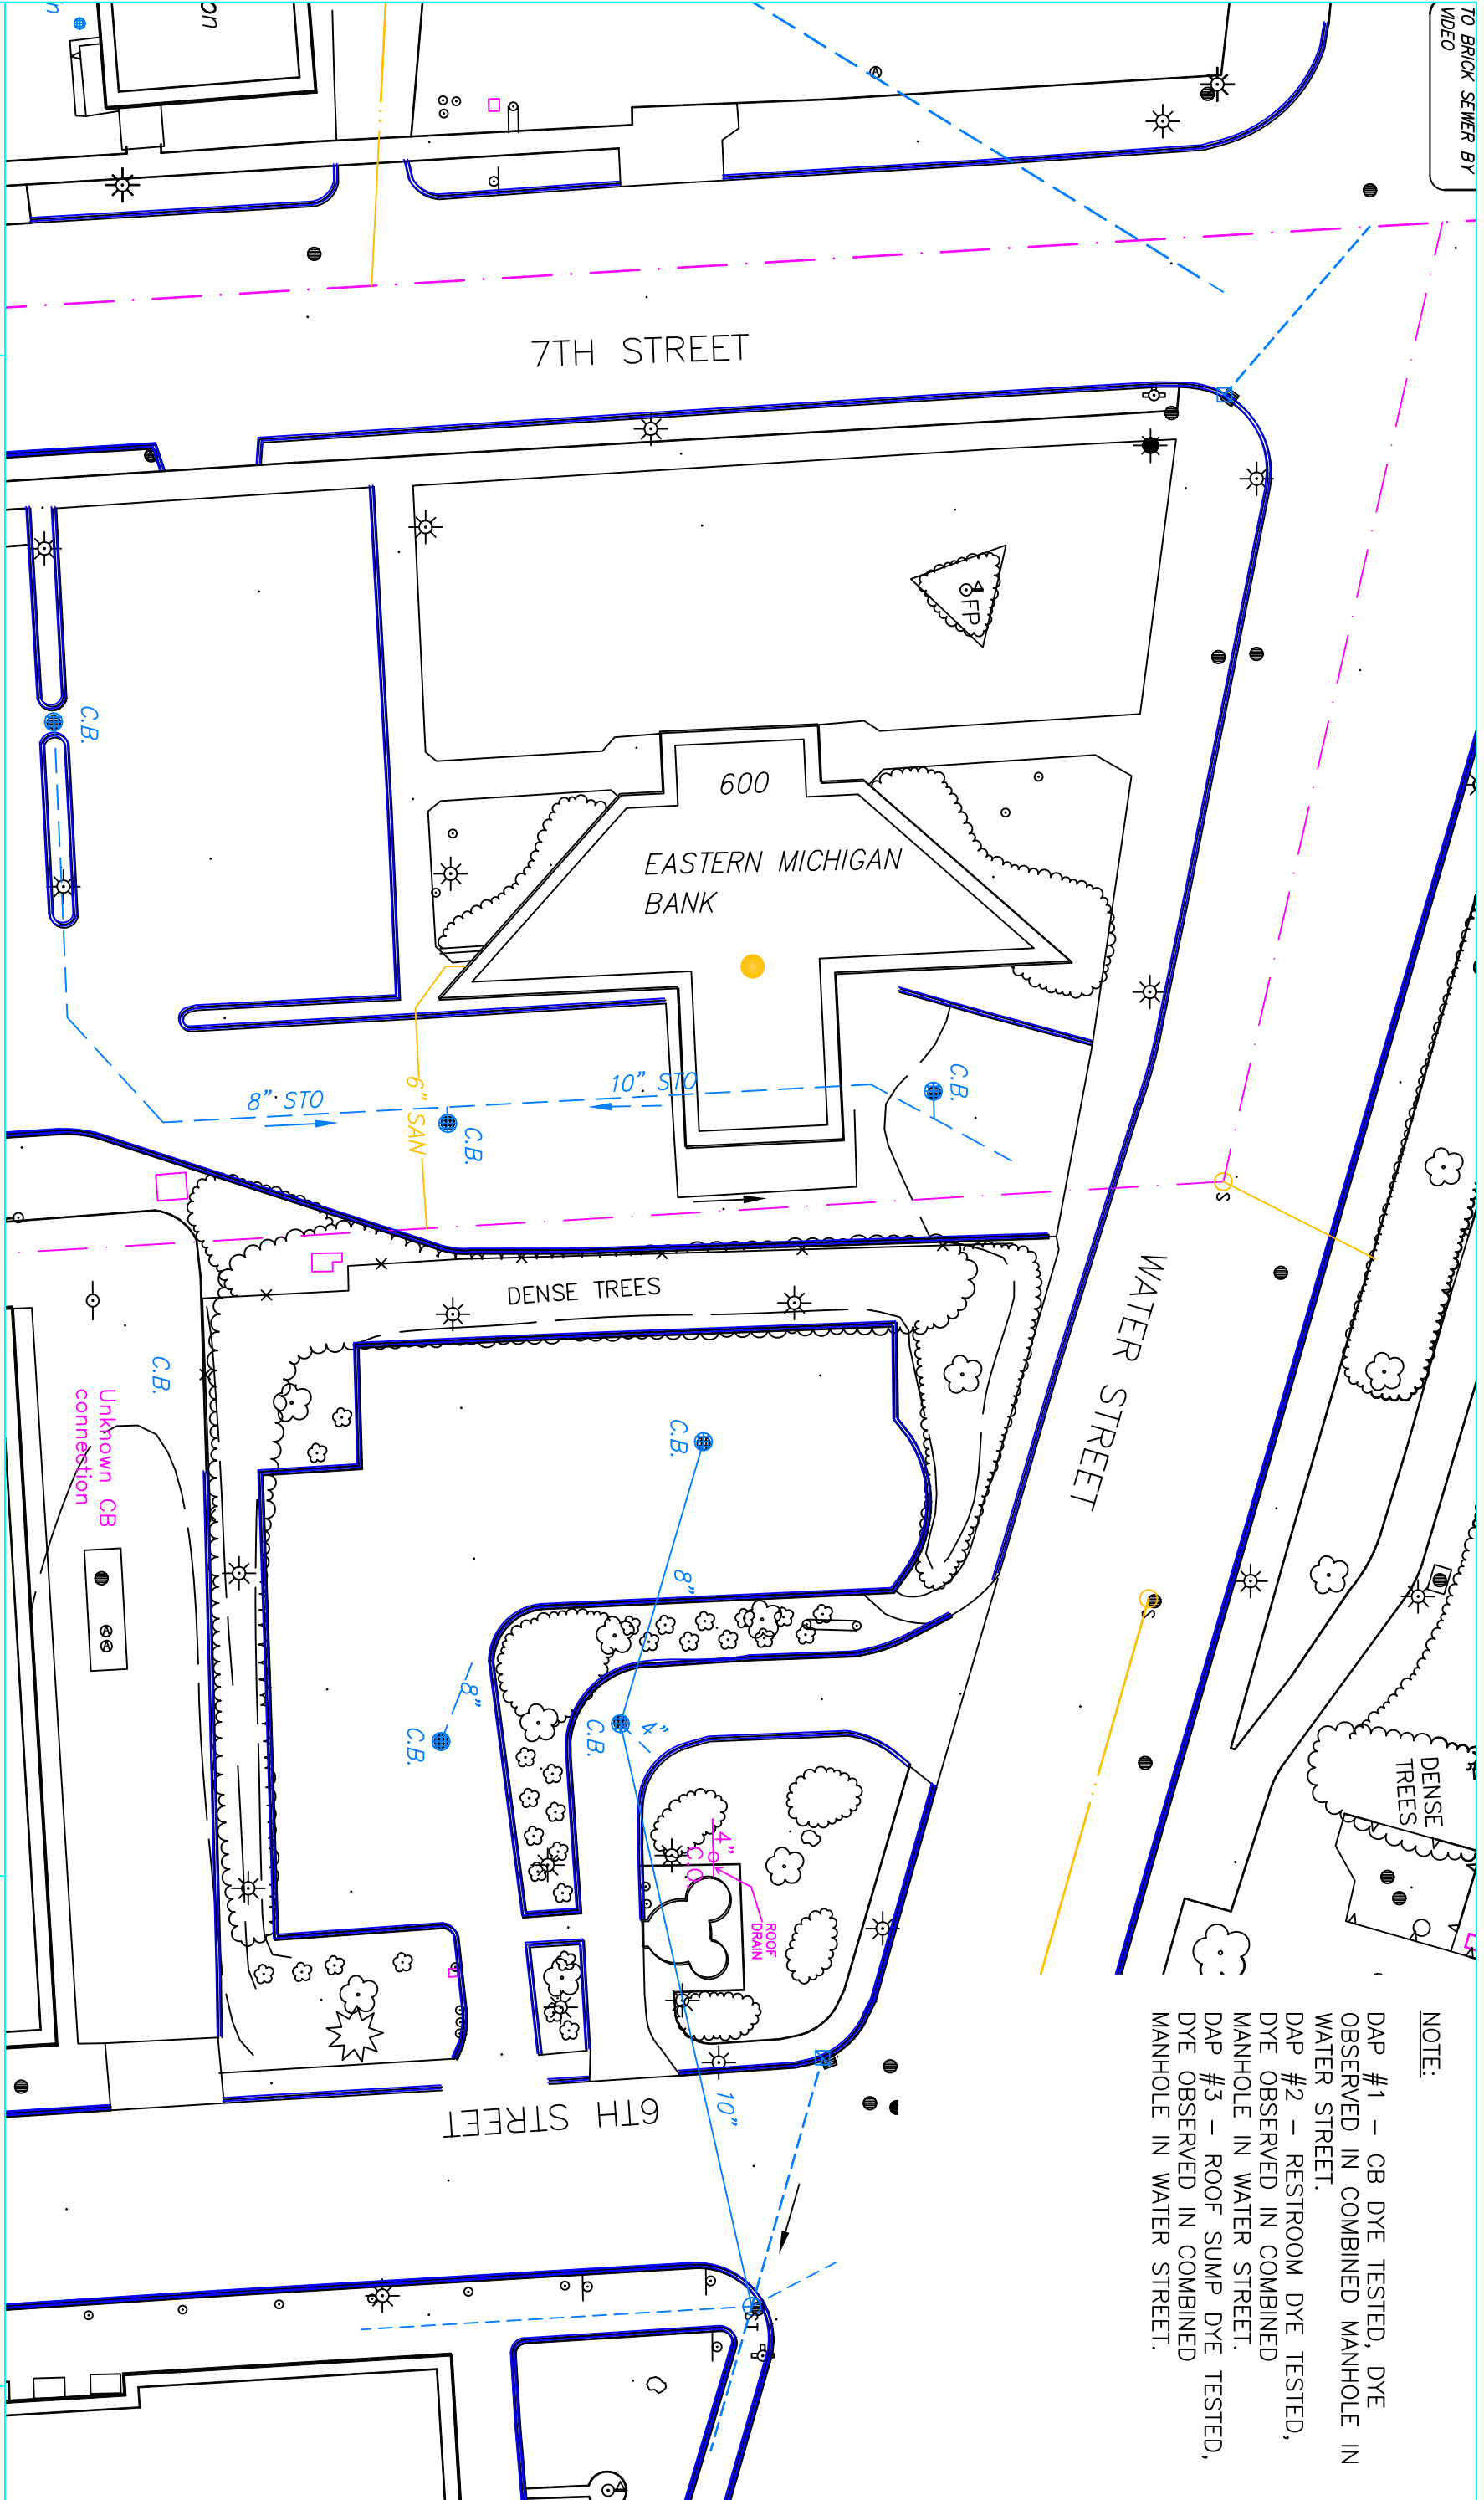 TO BRICK SEWER BY
VIDEO
on
7TH STREET
FP
C.B.
600
EASTERN MICHIGAN
BANK
8" STO
10" STO
6" SAN
C.B.
C.B.
S
WATER STREET
DENSE TREES
C.B.
Unknown CB
connection
C.B.
8"
S
8"
C.B.
C.B.
4"
4"
C.O.
ROOF
DRAIN
DENSE
TREES
6TH STREET
10"
ST
NOTE:
DAP #1 – CB DYE TESTED, DYE
OBSERVED IN COMBINED MANHOLE IN
WATER STREET.
DAP #2 – RESTROOM DYE TESTED,
DYE OBSERVED IN COMBINED
MANHOLE IN WATER STREET.
DAP #3 – ROOF SUMP DYE TESTED,
DYE OBSERVED IN COMBINED
MANHOLE IN WATER STREET.